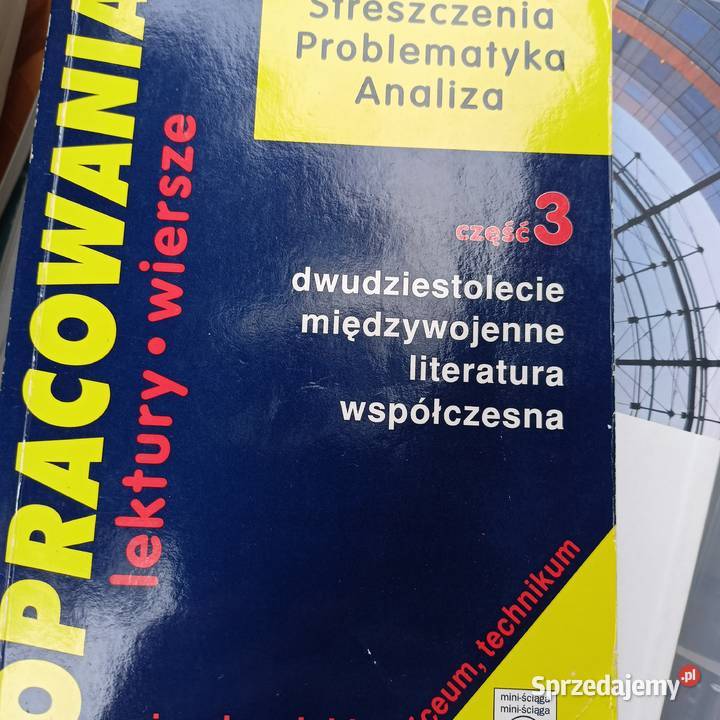 Streszczenia
Problematyka
Analiza
OPRACOWANIA
lektury • wiersze
część 3
dwudziestolecie
międzywojenne
literatura
współczesna
liceum, technikum
mini-ściąga
mini-ściąga
Sprzedajemy.pl